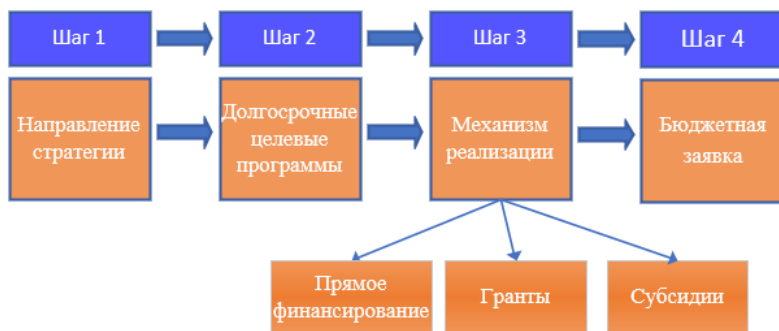 Шаг 1
Шаг 2
Шаг 3
Шаг 4
Направление
стратегии
Долгосрочные
целевые
программы
Механизм
реализации
Бюджетная
заявка
Прямое
финансирование
Гранты
Субсидии